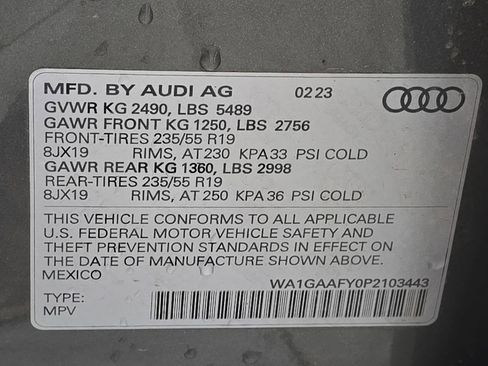 MFD. BY AUDI AG 02 23
GVWR KG 2490, LBS 5489
GAWR FRONT KG 1250, LBS 2756
FRONT-TIRES 235/55 R19
8JX19 RIMS, AT 230 KPA 33 PSI COLD
GAWR REAR KG 1360, LBS 2998
REAR-TIRES 235/55 R19
8JX19 RIMS, AT 250 KPA 36 PSI COLD
THIS VEHICLE CONFORMS TO ALL APPLICABLE
U.S. FEDERAL MOTOR VEHICLE SAFETY AND
THEFT PREVENTION STANDARDS IN EFFECT ON
THE DATE OF MANUFACTURE SHOWN ABOVE.
MEXICO WA1GAAFY0P2103443
TYPE:
MPV